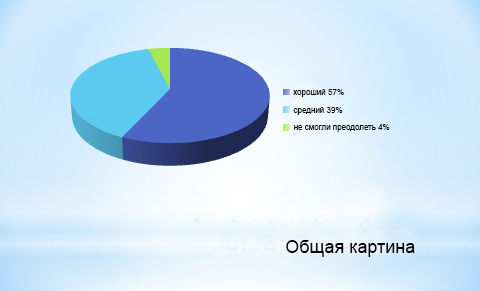 хороший 57%
средний 39%
не смогли преодолеть 4%
Общая картина